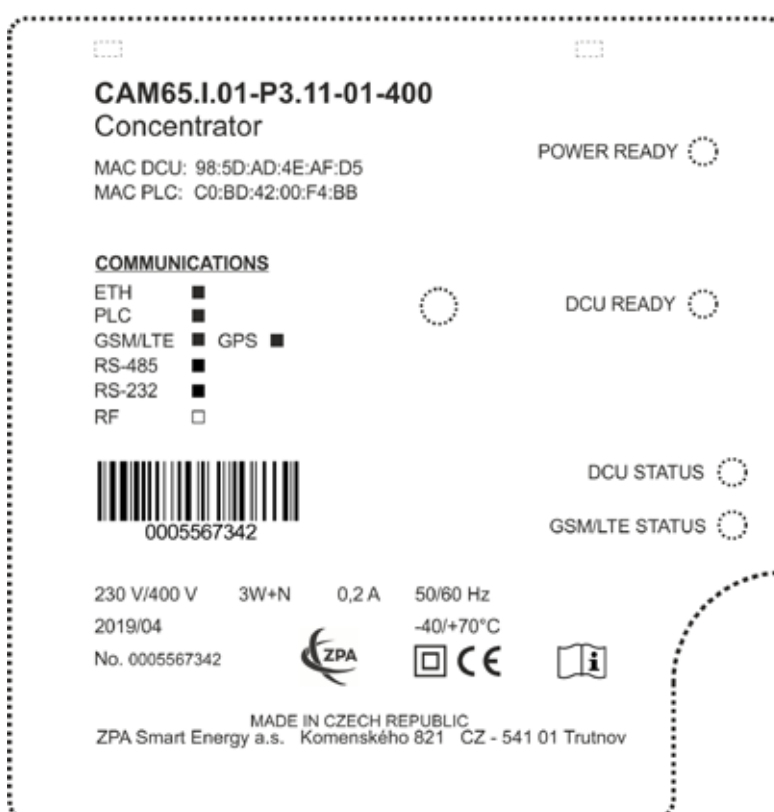 CAM65.I.01-P3.11-01-400
Concentrator
MAC DCU: 98:5D:AD:4E:AF:D5
MAC PLC: C0:BD:42:00:F4:BB
POWER READY
COMMUNICATIONS
ETH ■
PLC ■
GSM/LTE ■ GPS ■
RS-485 ■
RS-232 ■
RF □
DCU READY
DCU STATUS
GSM/LTE STATUS
0005567342
230 V/400 V 3W+N 0,2 A 50/60 Hz
2019/04 -40/+70°C
No. 0005567342 ZPA CE i
MADE IN CZECH REPUBLIC
ZPA Smart Energy a.s. Komenského 821 CZ - 541 01 Trutnov